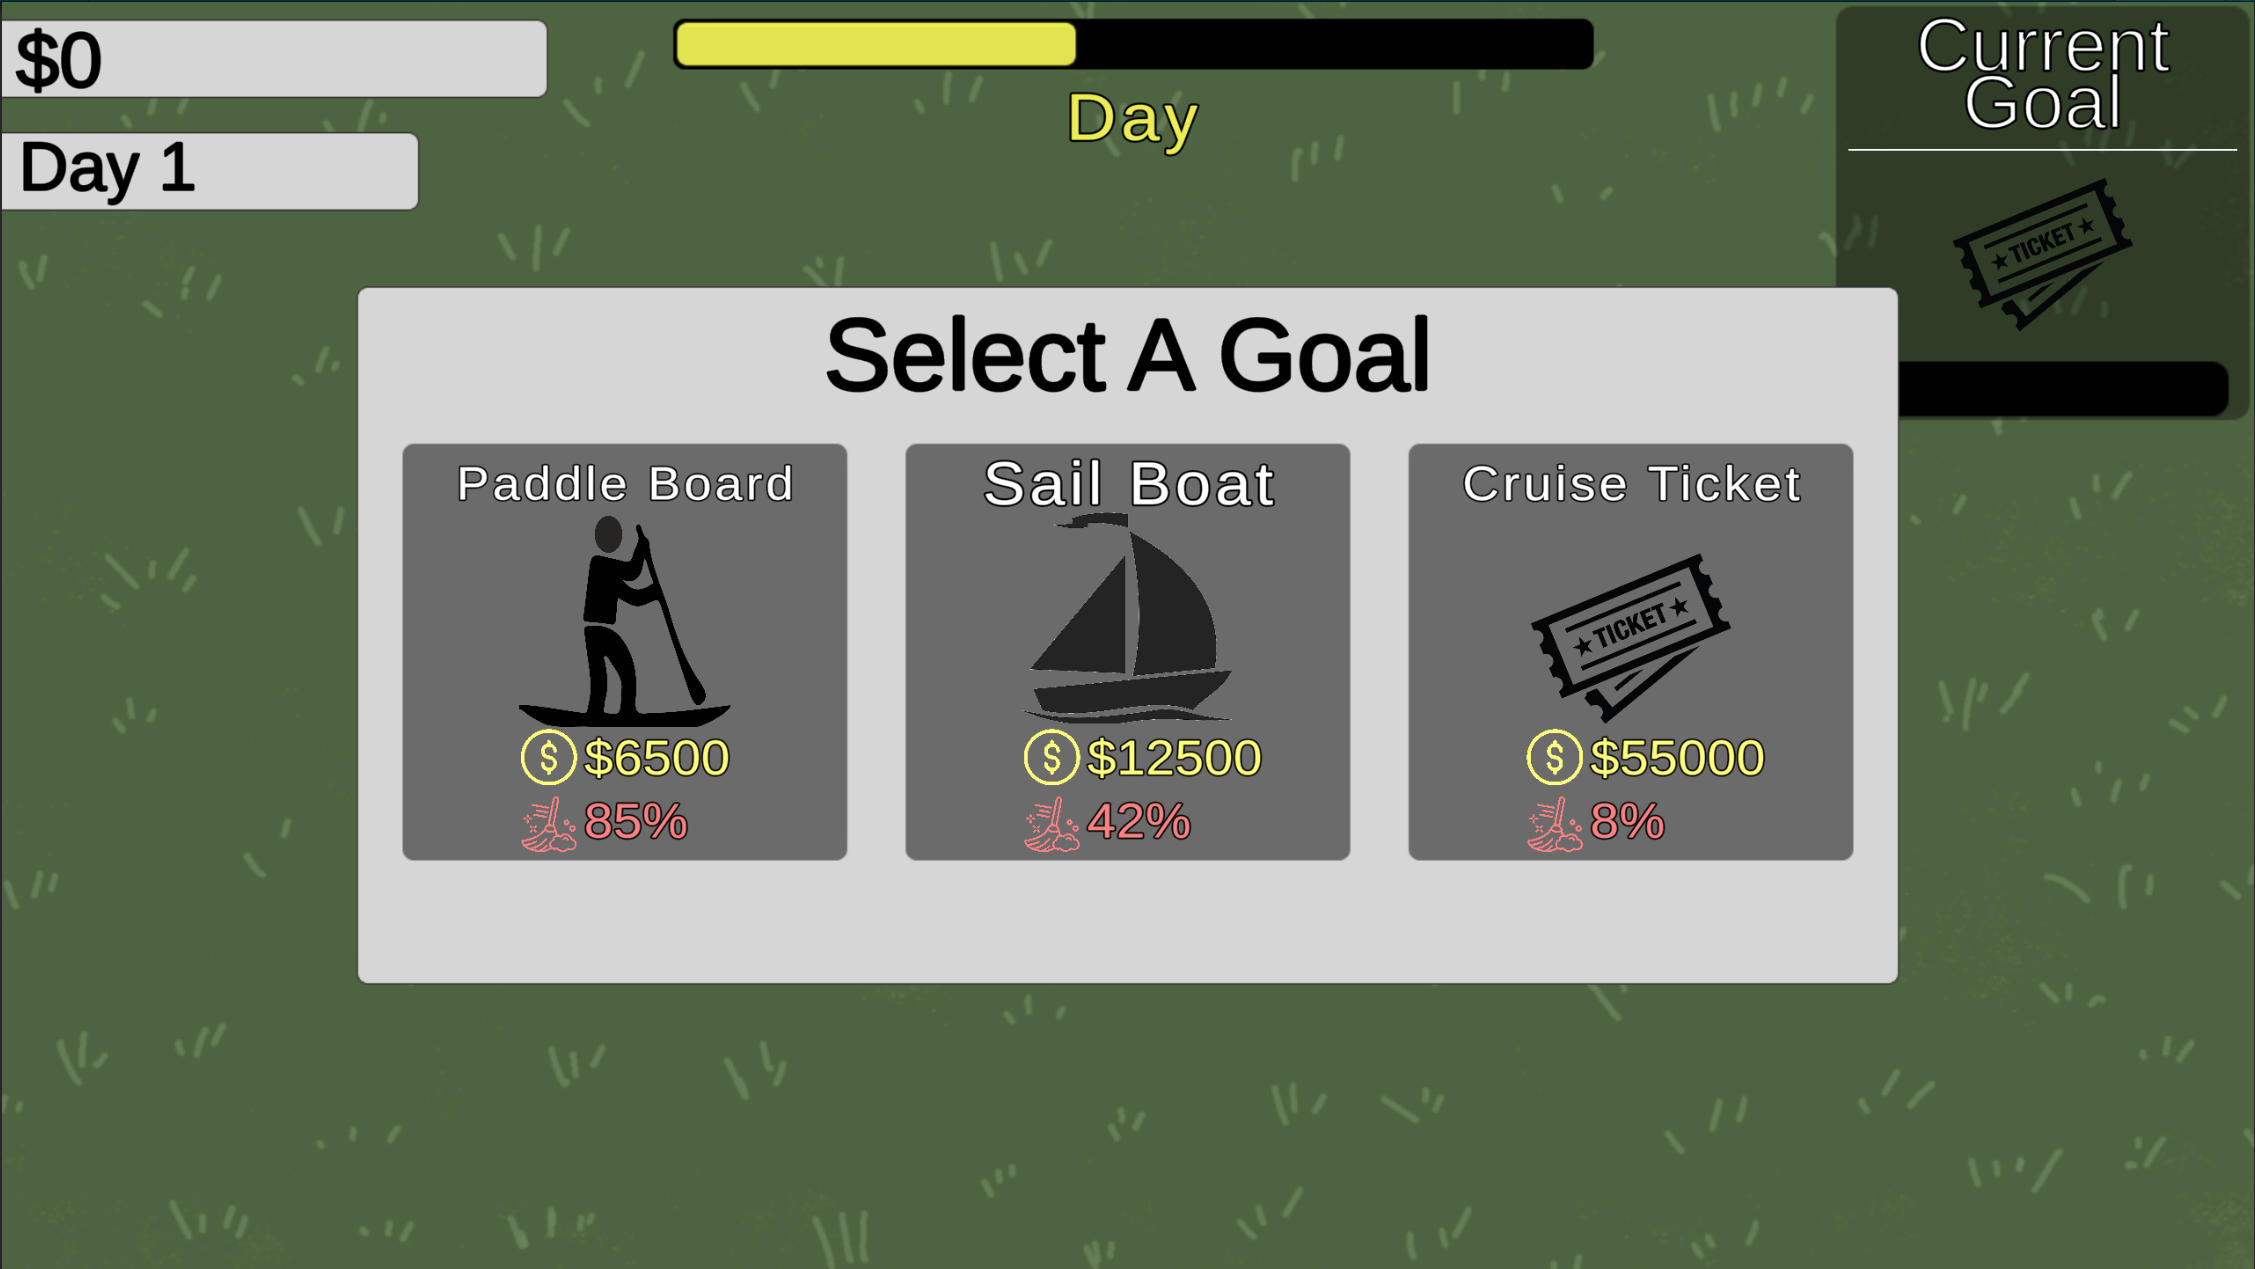 $0
Day
Current
Goal
Day 1
★TICKET★
Select A Goal
Paddle Board
Sail Boat
Cruise Ticket
★TICKET★
$ $6500
$ $12500
$ $55000
85%
42%
8%